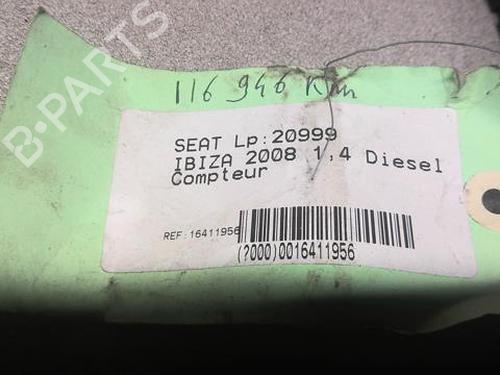 B-PARTS
116 946 Km
SEAT Lp:20999
IBIZA 2008 1,4 Diesel
Compteur
REF:16411956
(?000)0016411956